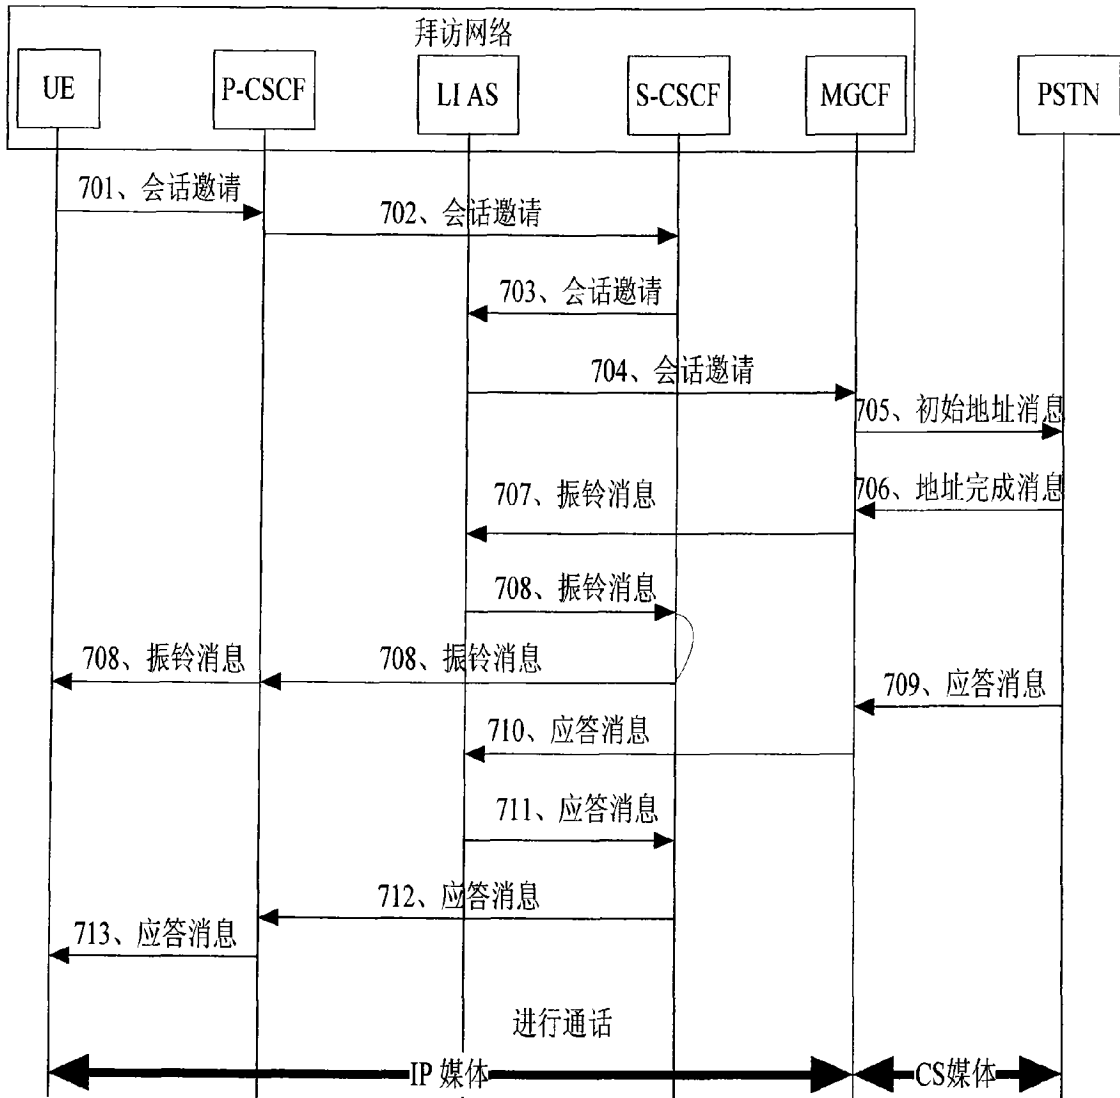 拜访网络
UE
P-CSCF
LI AS
S-CSCF
MGCF
PSTN
701、会话邀请
702、会话邀请
703、会话邀请
704、会话邀请
705、初始地址消息
706、地址完成消息
707、振铃消息
708、振铃消息
708、振铃消息
708、振铃消息
709、应答消息
710、应答消息
711、应答消息
712、应答消息
713、应答消息
进行通话
IP 媒体
CS媒体